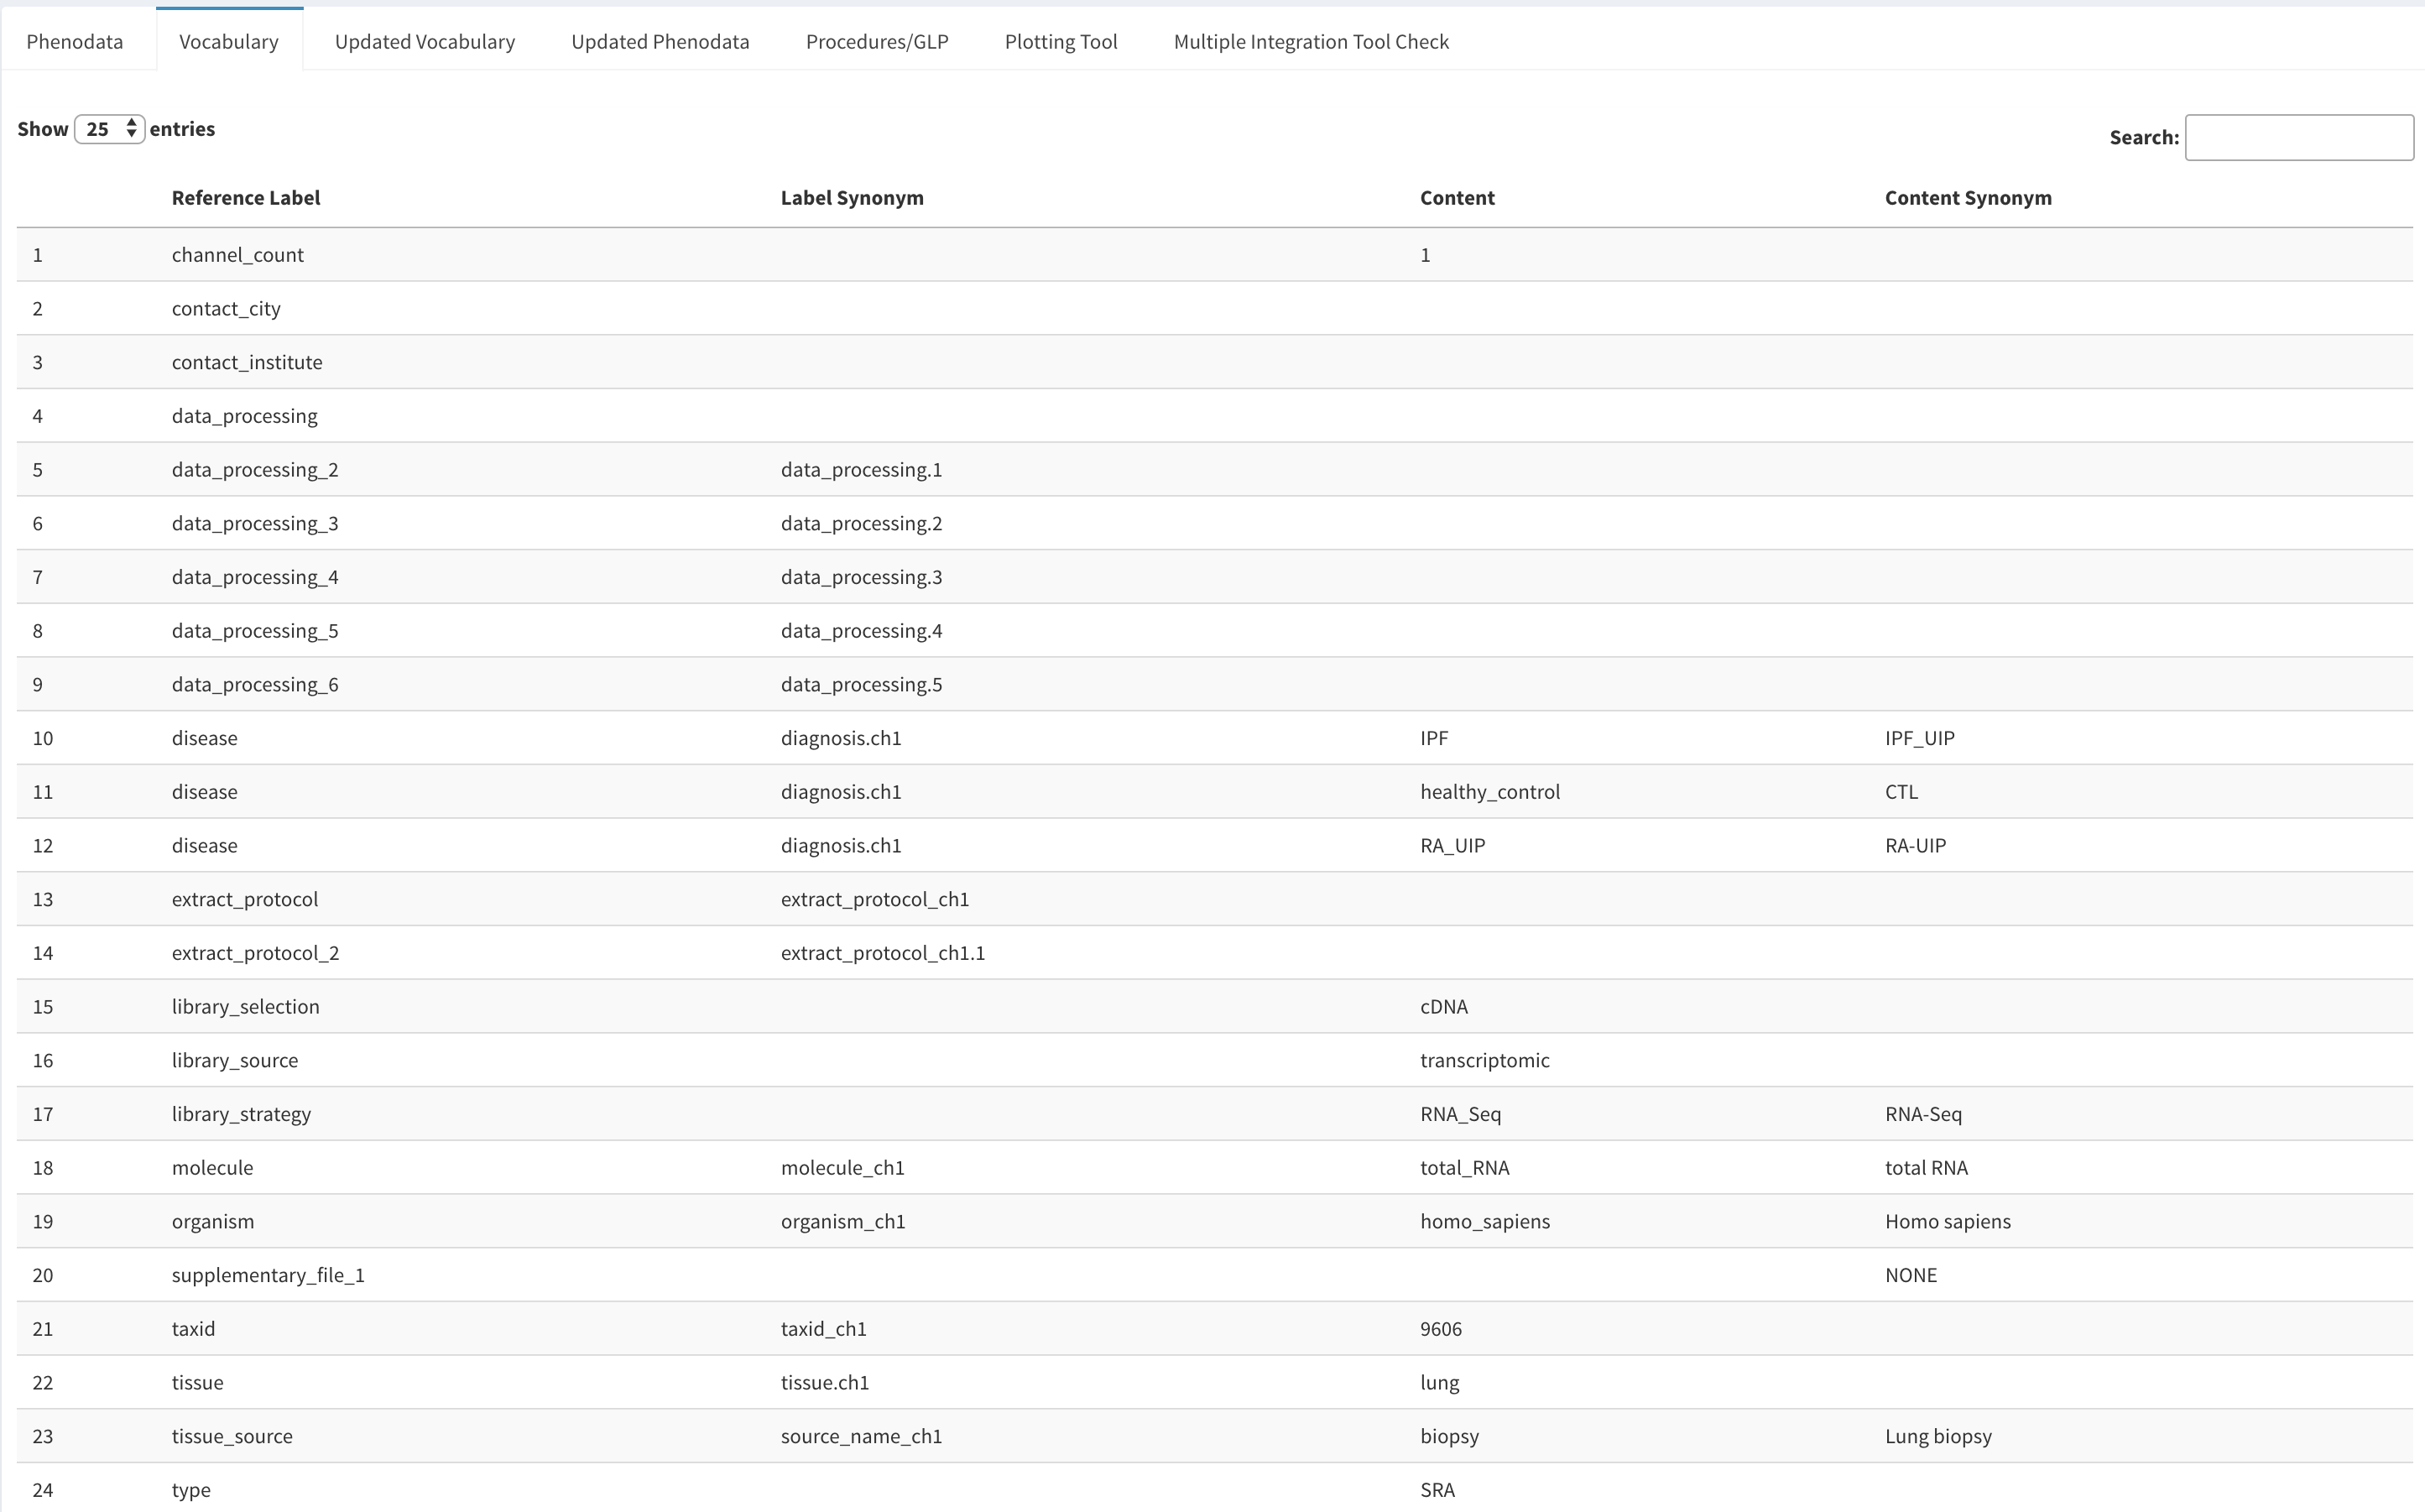 Phenodata Vocabulary Updated Vocabulary Updated Phenodata Procedures/GLP Plotting Tool Multiple Integration Tool Check
Show 25 entries
Search:
Reference Label Label Synonym Content Content Synonym
1 channel_count 1
2 contact_city
3 contact_institute
4 data_processing
5 data_processing_2 data_processing.1
6 data_processing_3 data_processing.2
7 data_processing_4 data_processing.3
8 data_processing_5 data_processing.4
9 data_processing_6 data_processing.5
10 disease diagnosis.ch1 IPF IPF_UIP
11 disease diagnosis.ch1 healthy_control CTL
12 disease diagnosis.ch1 RA_UIP RA-UIP
13 extract_protocol extract_protocol_ch1
14 extract_protocol_2 extract_protocol_ch1.1
15 library_selection cDNA
16 library_source transcriptomic
17 library_strategy RNA_Seq RNA-Seq
18 molecule molecule_ch1 total_RNA total RNA
19 organism organism_ch1 homo_sapiens Homo sapiens
20 supplementary_file_1 NONE
21 taxid taxid_ch1 9606
22 tissue tissue.ch1 lung
23 tissue_source source_name_ch1 biopsy Lung biopsy
24 type SRA